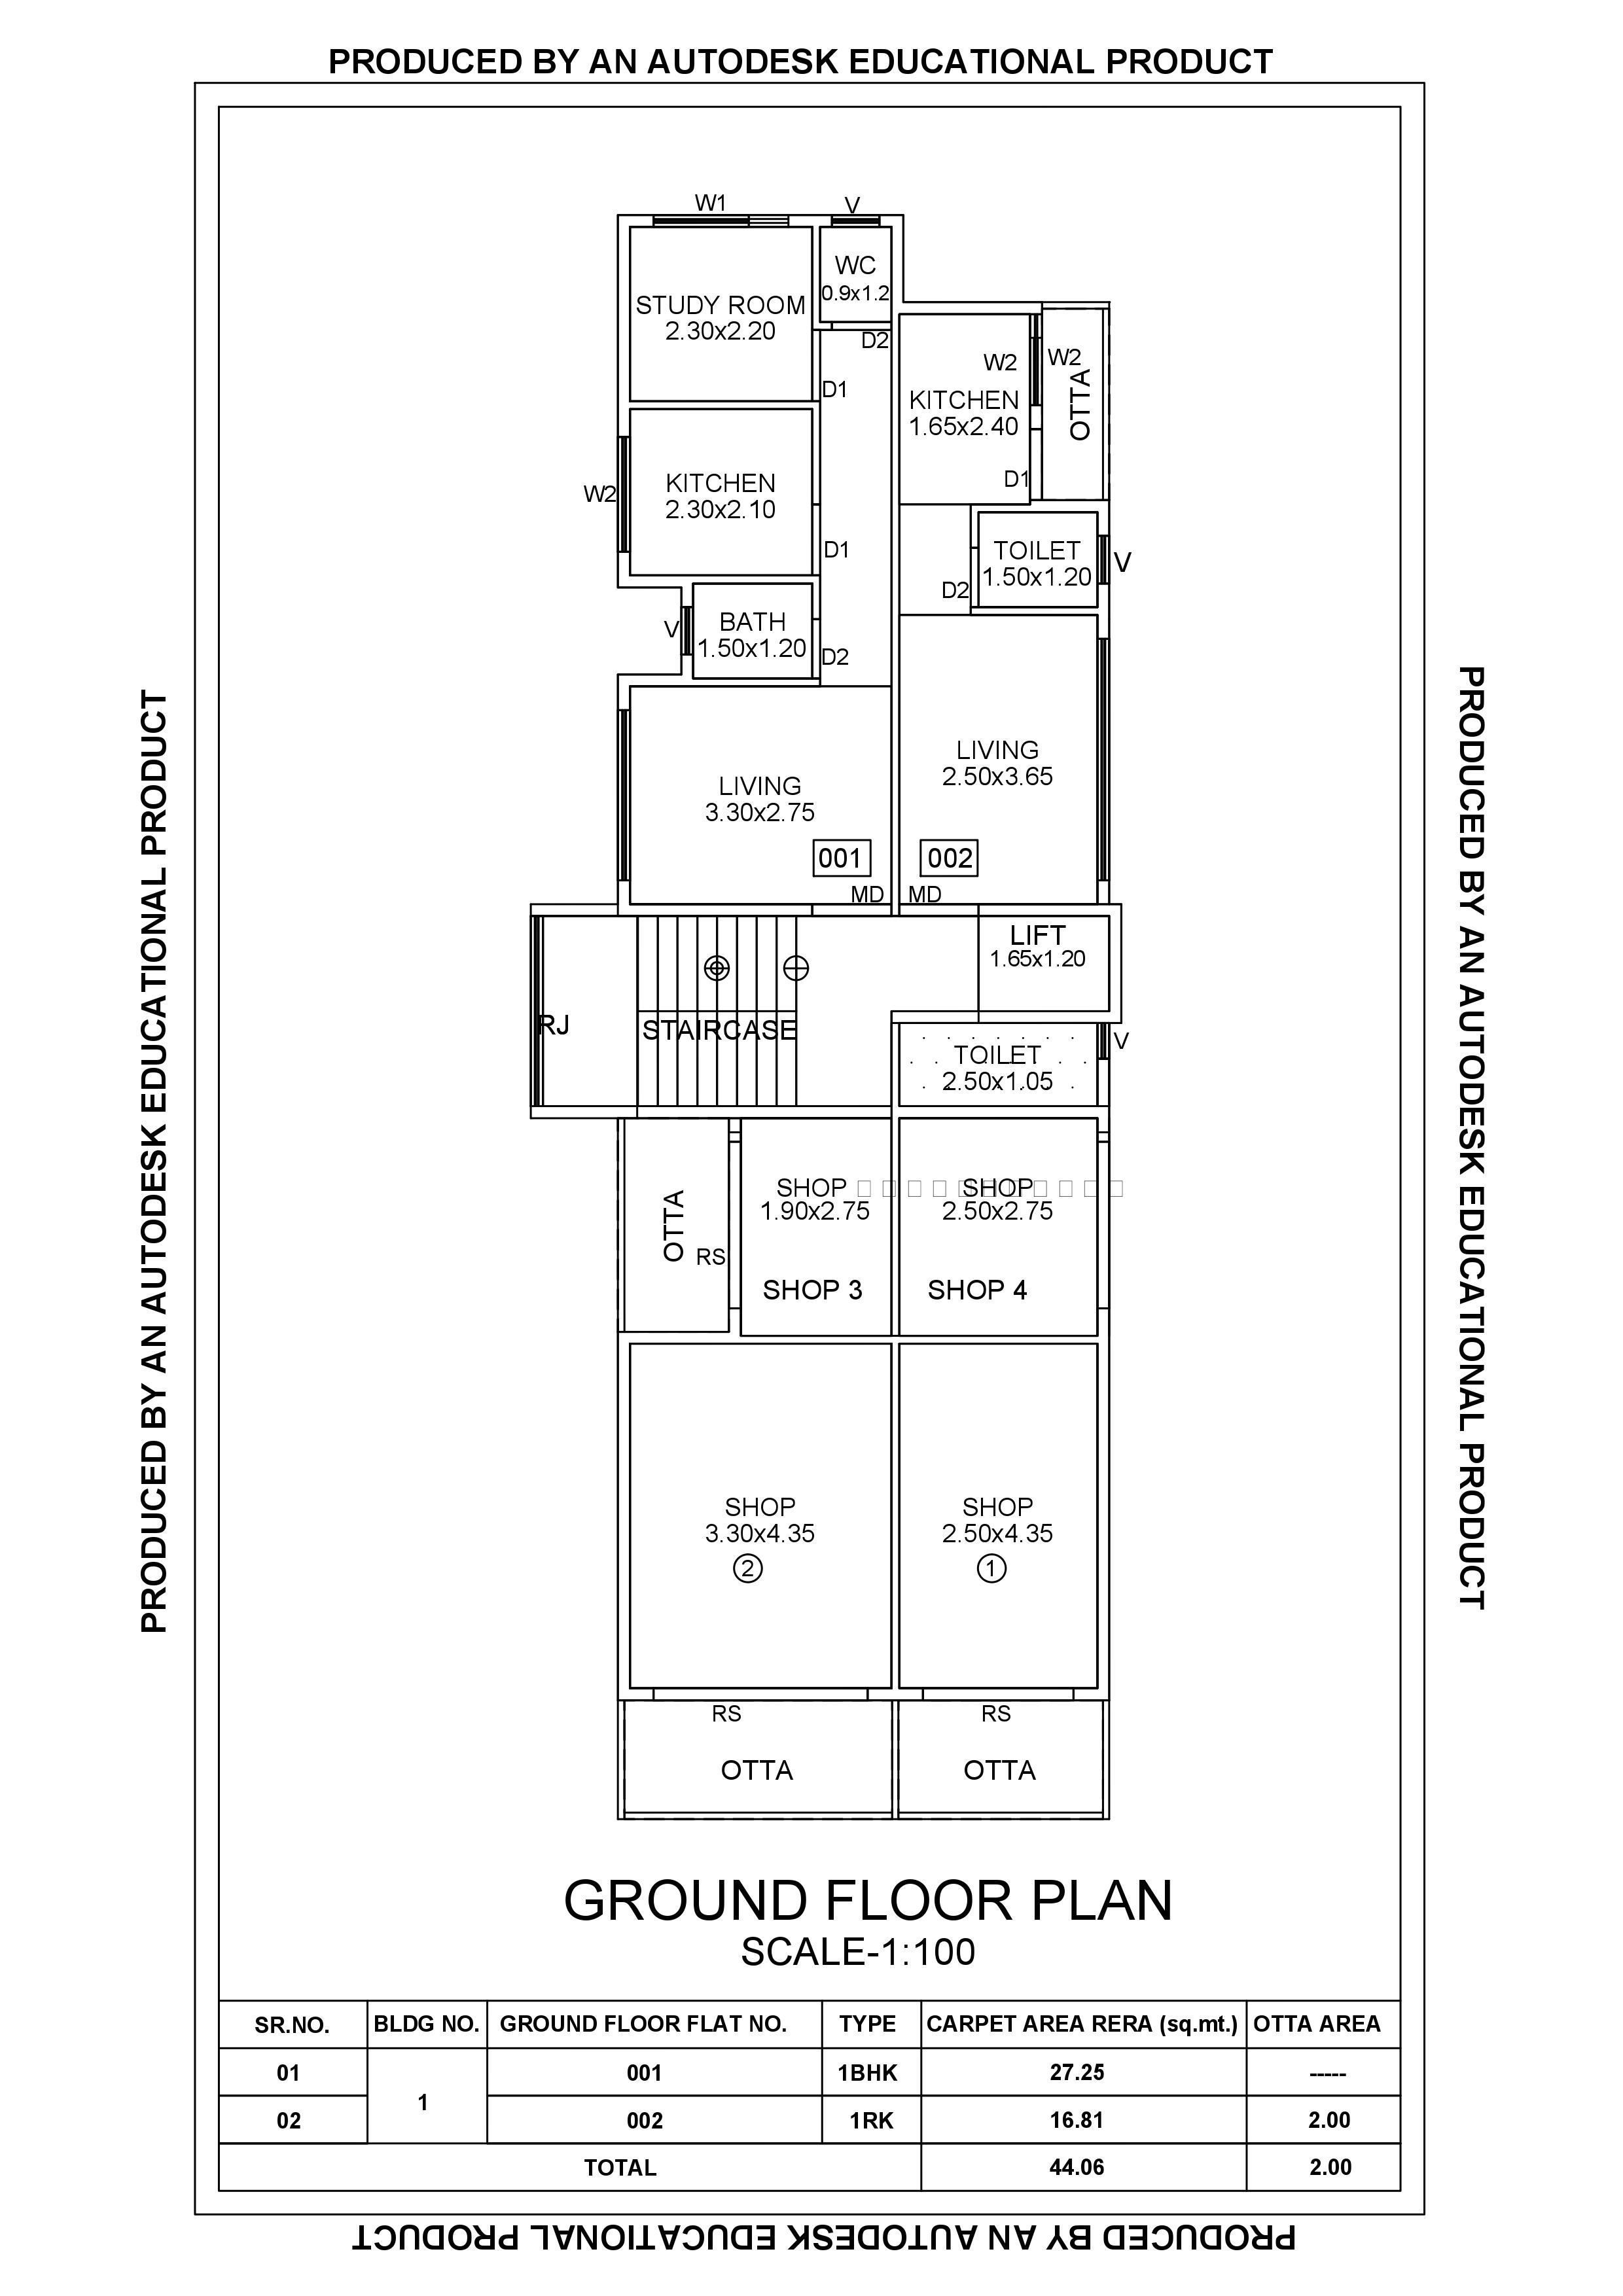 PRODUCED BY AN AUTODESK EDUCATIONAL PRODUCT
W1
V
WC
0.9x1.2
STUDY ROOM
2.30x2.20
D2
D1
W2
W2
OTTA
KITCHEN
1.65x2.40
D1
KITCHEN
2.30x2.10
W2
D1
TOILET
1.50x1.20
V
D2
BATH
1.50x1.20
V
D2
LIVING
2.50x3.65
LIVING
3.30x2.75
001
002
MD
MD
LIFT
1.65x1.20
RJ
STAIRCASE
V
TOILET
2.50x1.05
SHOP
1.90x2.75
SHOP
2.50x2.75
OTTA
RS
SHOP 3
SHOP 4
SHOP
3.30x4.35
2
SHOP
2.50x4.35
1
RS
RS
OTTA
OTTA
GROUND FLOOR PLAN
SCALE-1:100
SR.NO. BLDG NO. GROUND FLOOR FLAT NO. TYPE CARPET AREA RERA (sq.mt.) OTTA AREA
01 1 001 1BHK 27.25 -----
02 002 1RK 16.81 2.00
TOTAL 44.06 2.00
PRODUCED BY AN AUTODESK EDUCATIONAL PRODUCT
PRODUCED BY AN AUTODESK EDUCATIONAL PRODUCT
PRODUCED BY AN AUTODESK EDUCATIONAL PRODUCT